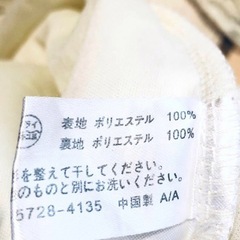 表地 ポリエステル 100%
裏地 ポリエステル 100%
を整えて干してください。
のものと別にお洗いくださ
5728-4135 中国製 A/A